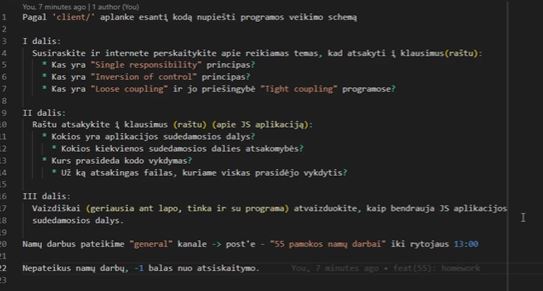 You, 7 minutes ago | 1 author (You)
1 Pagal 'client/' aplanke esantį kodą nupiešti programos veikimo schemą
2
3 I dalis:
4 Susiraskite ir internete perskaitykite apie reikiamas temas, kad atsakyti į klausimus(raštu):
5 * Kas yra "Single responsibility" principas?
6 * Kas yra "Inversion of control" principas?
7 * Kas yra "Loose coupling" ir jo priešingybė "Tight coupling" programose?
8
9 II dalis:
10 Raštu atsakykite į klausimus (raštu) (apie JS aplikaciją):
11 * Kokios yra aplikacijos sudedamosios dalys?
12 * Kokios kiekvienos sudedamosios dalies atsakomybės?
13 * Kurs prasideda kodo vykdymas?
14 * Už ką atsakingas failas, kuriame viskas prasidėjo vykdytis?
15
16 III dalis:
17 Vaizdiškai (geriausia ant lapo, tinka ir su programa) atvaizduokite, kaip bendrauja JS aplikacijos
18 sudedamosios dalys.
19
20 Namų darbus pateikime "general" kanale -> post'e - "55 pamokos namų darbai" iki rytojaus 13:00
21
22 Nepateikus namų darbų, -1 balas nuo atsiskaitymo. You, 7 minutes ago • feat(55): homework
23